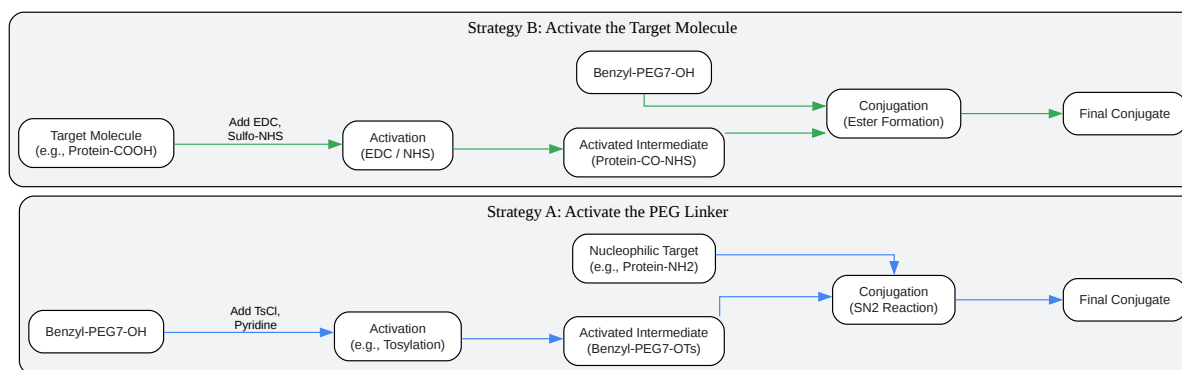 Strategy B: Activate the Target Molecule
Benzyl-PEG7-OH
Target Molecule
(e.g., Protein-COOH)
Add EDC,
Sulfo-NHS
Activation
(EDC / NHS)
Activated Intermediate
(Protein-CO-NHS)
Conjugation
(Ester Formation)
Final Conjugate
Strategy A: Activate the PEG Linker
Nucleophilic Target
(e.g., Protein-NH2)
Benzyl-PEG7-OH
Add TsCl,
Pyridine
Activation
(e.g., Tosylation)
Activated Intermediate
(Benzyl-PEG7-OTs)
Conjugation
(SN2 Reaction)
Final Conjugate